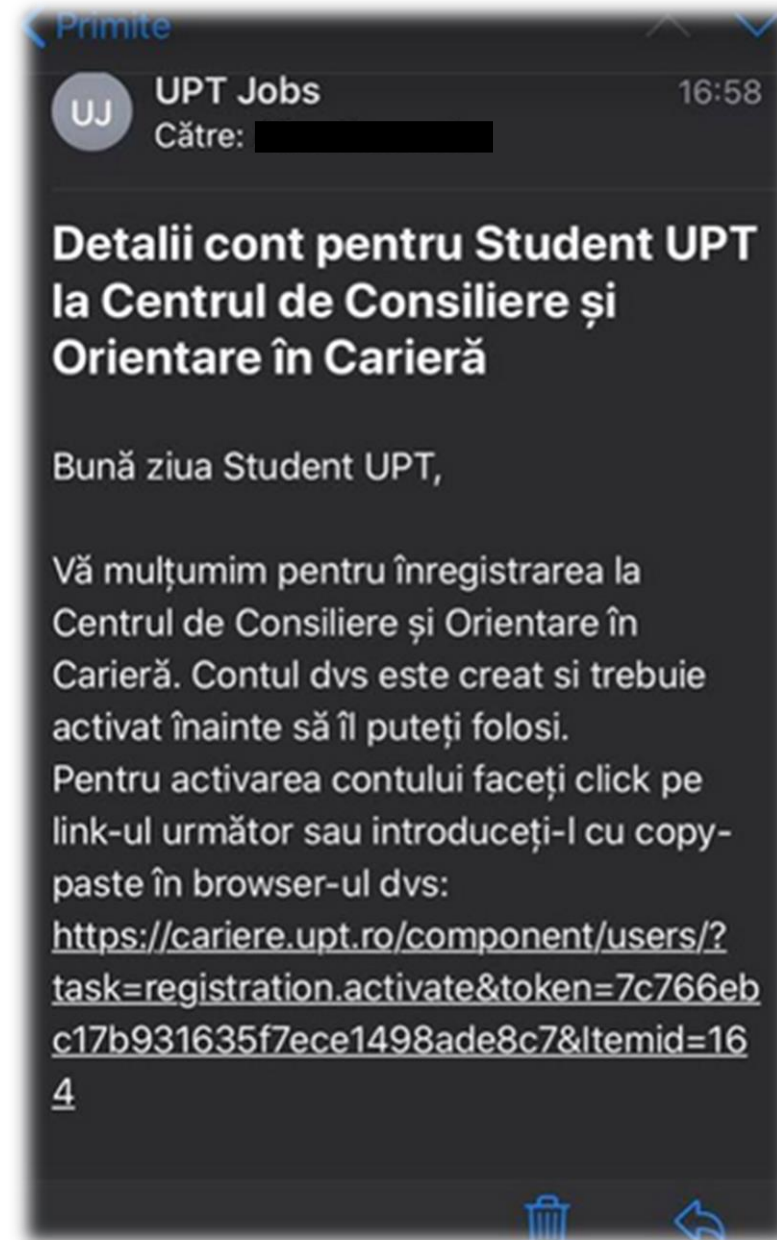 Primite
UJ
UPT Jobs
16:58
Către:
Detalii cont pentru Student UPT
la Centrul de Consiliere și
Orientare în Carieră
Bună ziua Student UPT,
Vă mulțumim pentru înregistrarea la
Centrul de Consiliere și Orientare în
Carieră. Contul dvs este creat si trebuie
activat înainte să îl puteți folosi.
Pentru activarea contului faceți click pe
link-ul următor sau introduceți-l cu copy-
paste în browser-ul dvs:
https://cariere.upt.ro/component/users/?
task=registration.activate&token=7c766eb
c17b931635f7ece1498ade8c7&Itemid=16
4